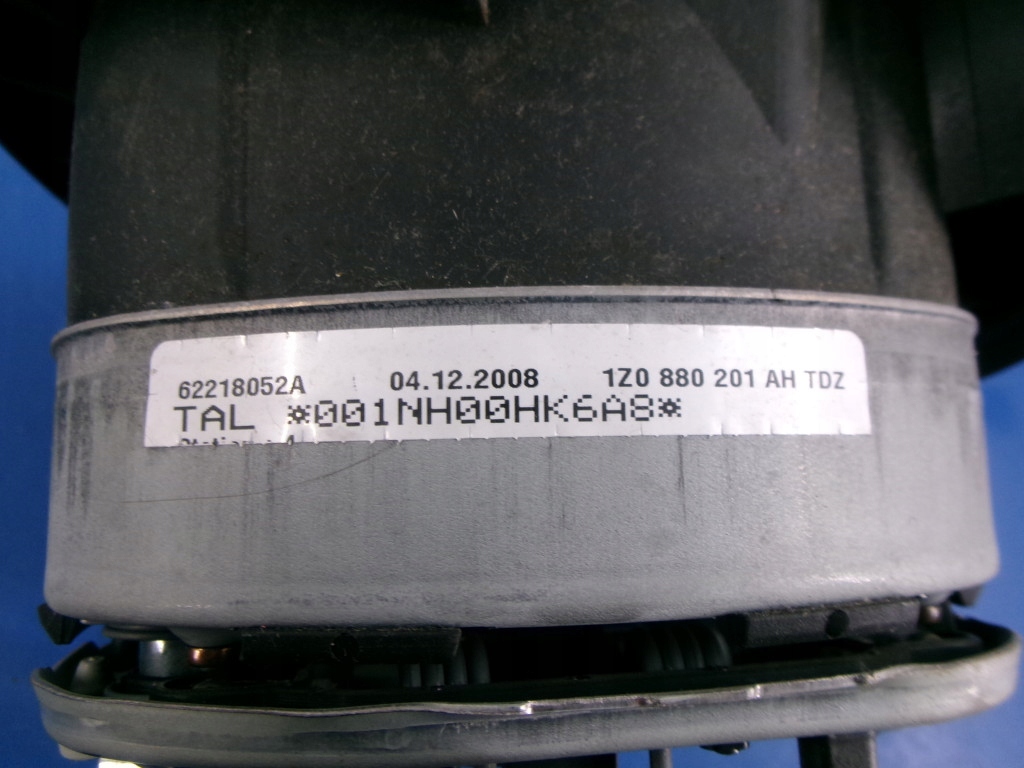 62218052A 04.12.2008 1Z0 880 201 AH TDZ
TAL *001NH00HK6A8*